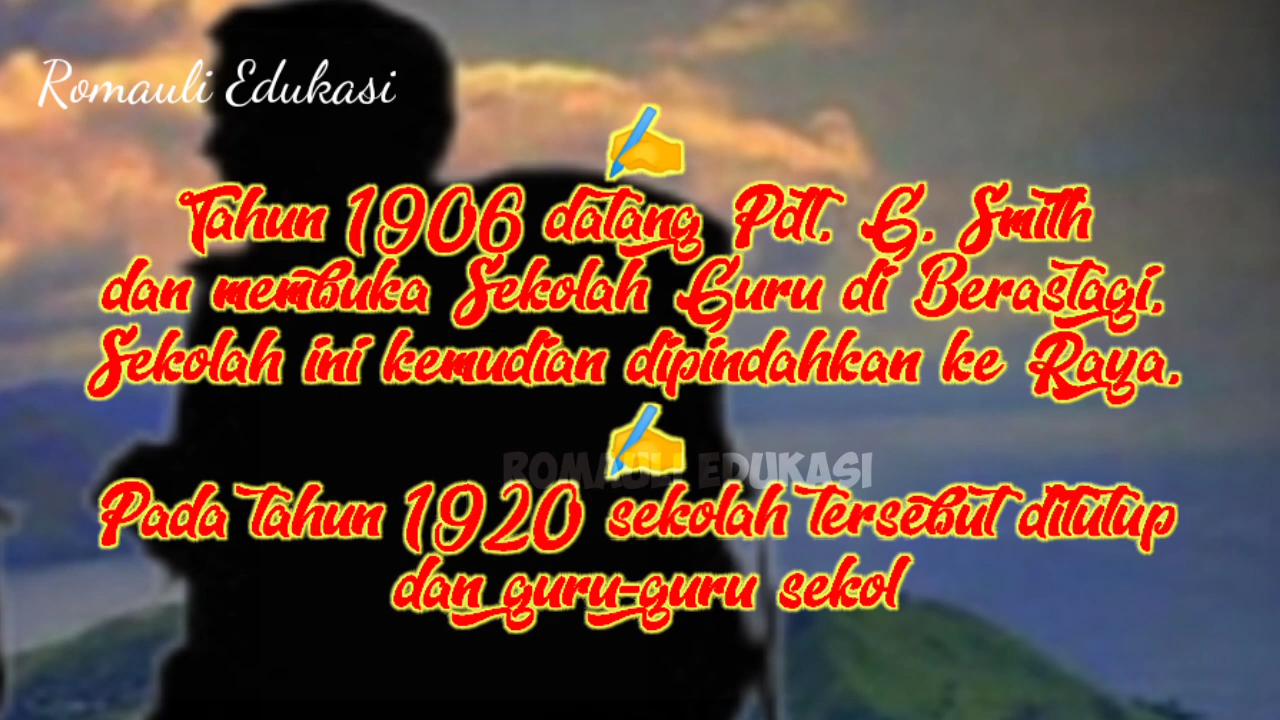 Romauli Edukasi
✍
Tahun 1906 datang Pdt. G. Smith
dan membuka Sekolah Guru di Berastagi.
Sekolah ini kemudian dipindahkan ke Raya.
✍
ROMAULI EDUKASI
Pada tahun 1920 sekolah tersebut ditutup
dan guru-guru sekol